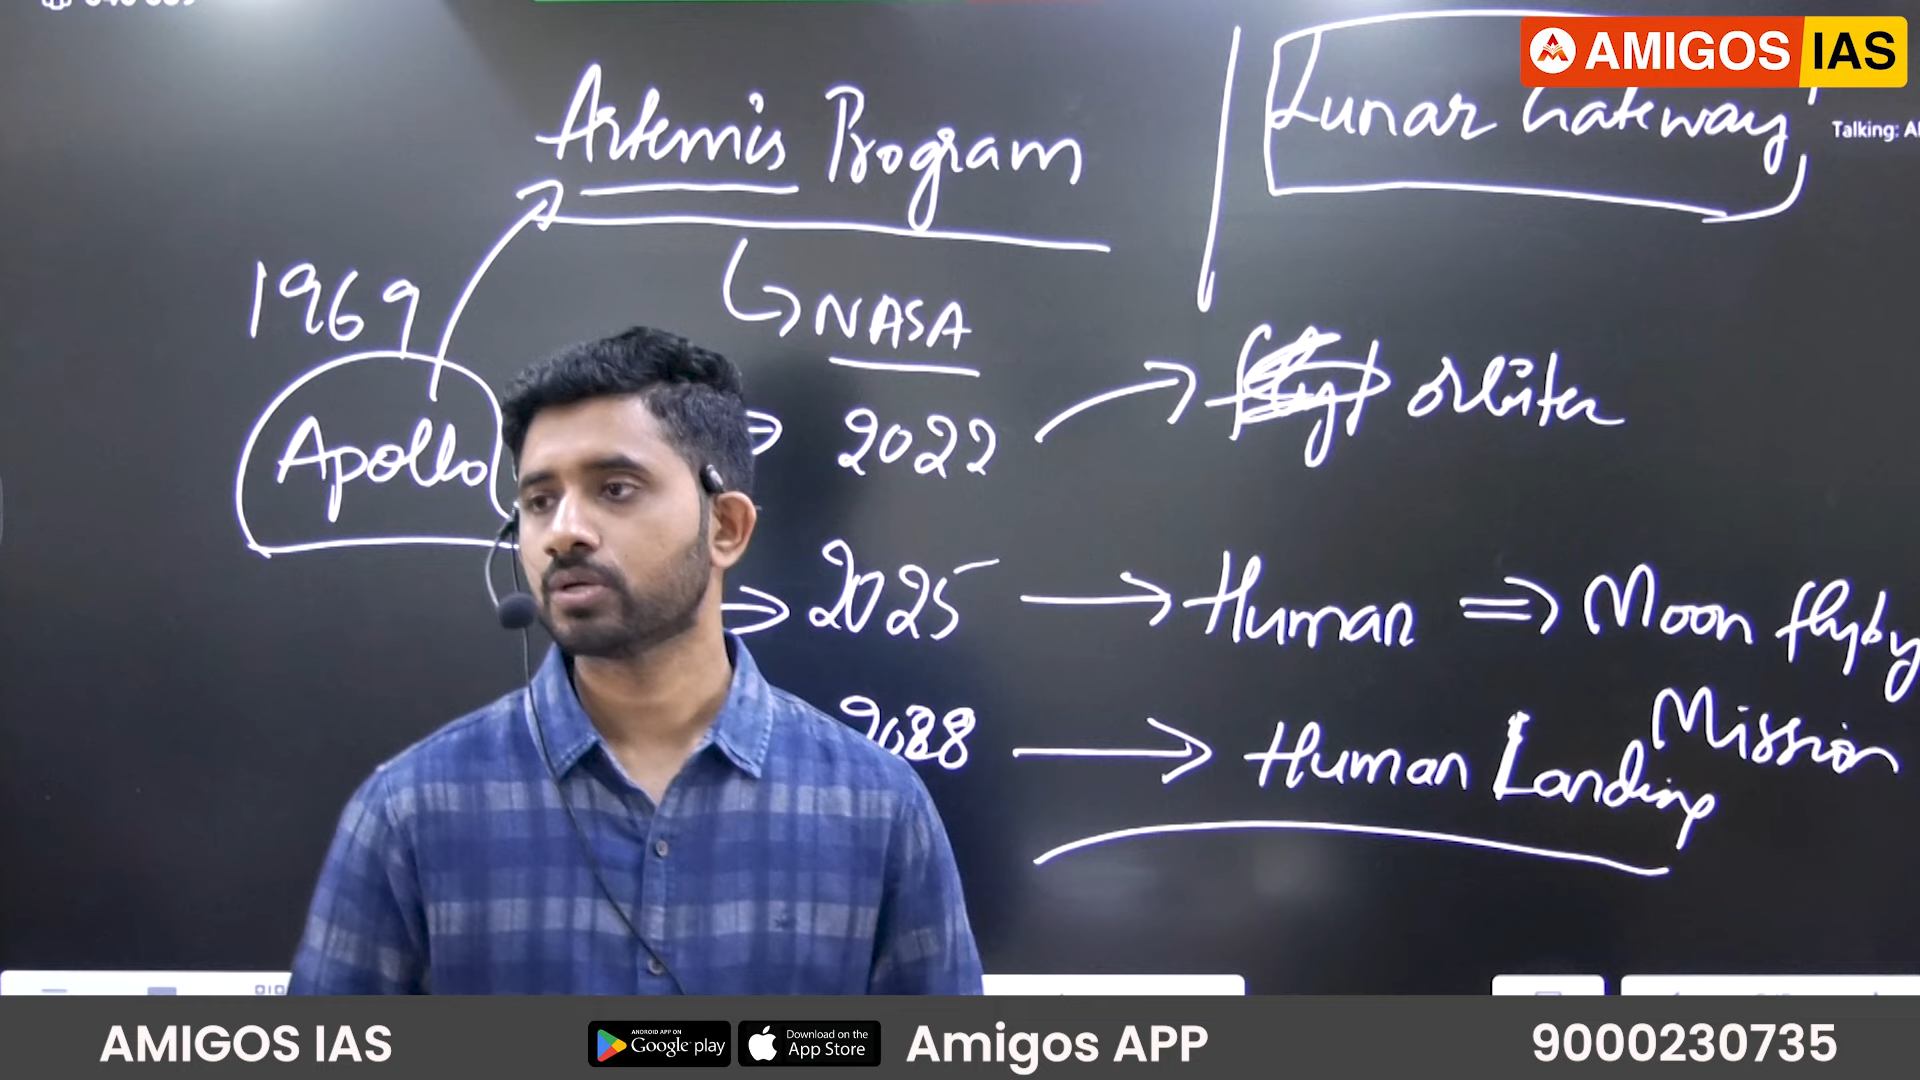 AMIGOS IAS
Artemis Program
Lunar Gateway
Talking:
1969
NASA
Apollo
2022
orbiter
2025
Human ⇒ Moon flyby
Mission
Human Landing
AMIGOS IAS
ANDROID APP ON
Google play
Download on the
App Store
Amigos APP
9000230735